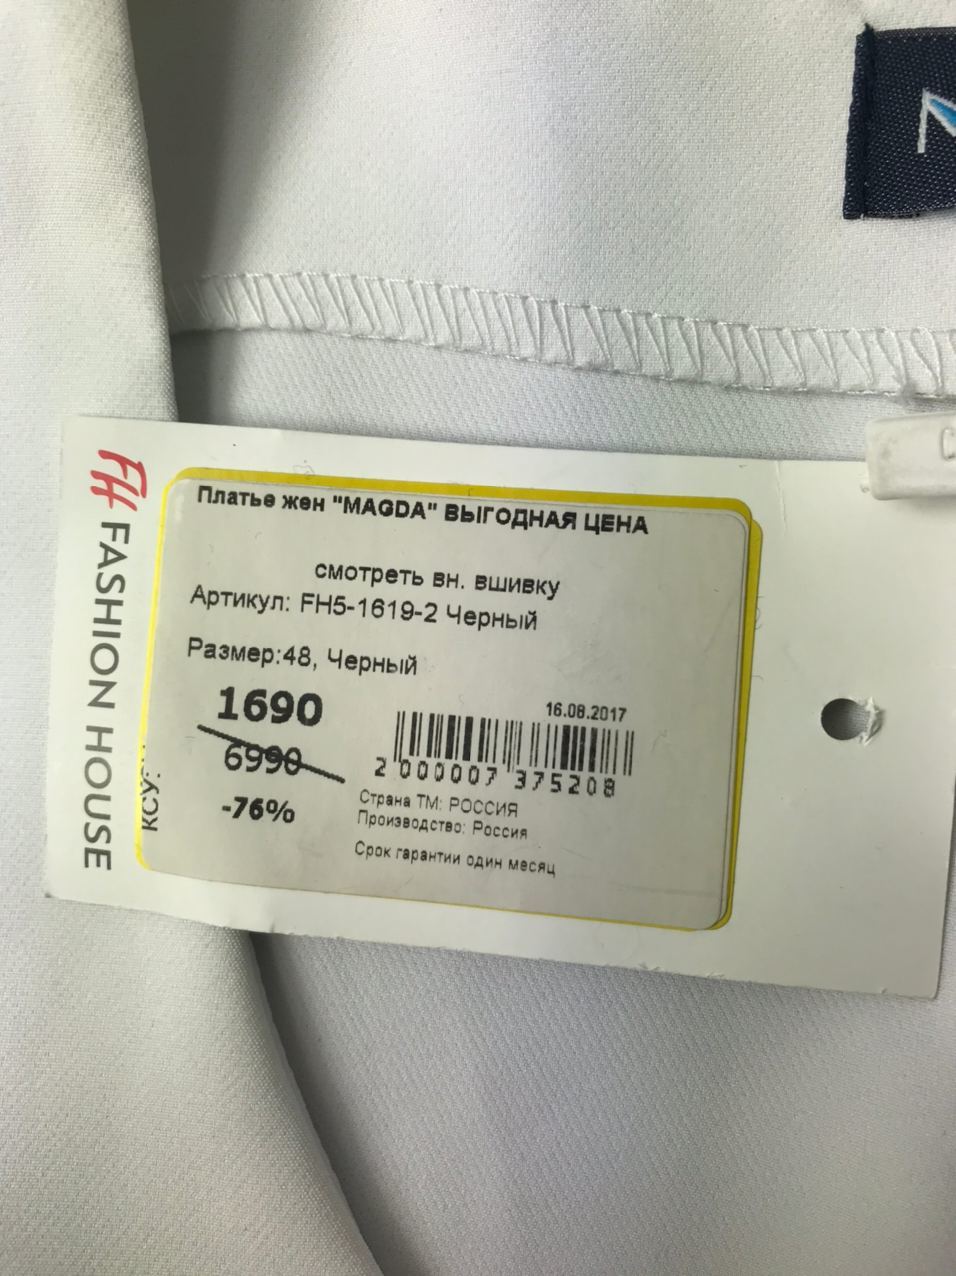 FH FASHION HOUSE
Платье жен "MAGDA" ВЫГОДНАЯ ЦЕНА
смотреть вн. вшивку
Артикул: FH5-1619-2 Черный
Размер:48, Черный
1690
6990
-76%
16.08.2017
2 000007 375208
Страна ТМ: РОССИЯ
Производство: Россия
Срок гарантии один месяц